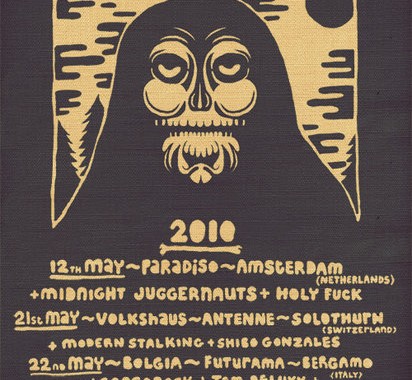 2010
12TH MAY~PARADISO~AMSTERDAM
(NETHERLANDS)
+MIDNIGHT JUGGERNAUTS + HOLY FUCK
21st MAY~VOLKSHAUS~ANTENNE~SOLOTHURN
(SWITZERLAND)
+ MODERN STALKING + SHIBO GONZALES
22ND MAY~BOLGIA~FUTURAMA~BERGAMO
(ITALY)